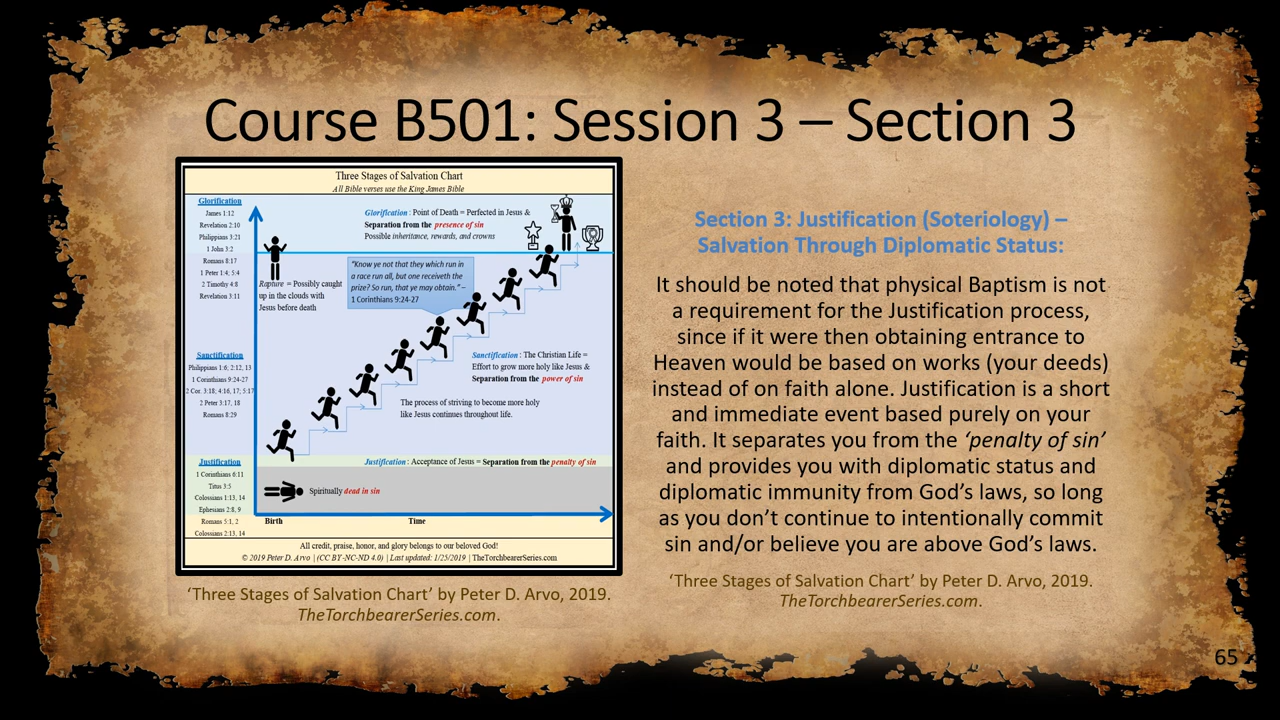 Course B501: Session 3 – Section 3
Three Stages of Salvation Chart
All Bible verses use the King James Bible
Glorification
James 1:12
Revelation 2:10
Philippians 3:21
1 John 3:2
Romans 8:17
1 Peter 1:4; 5:4
2 Timothy 4:8
Revelation 3:11
Sanctification
Philippians 1:6; 2:12, 13
1 Corinthians 9:24-27
2 Cor. 3:18; 4:16, 17; 5:17
2 Peter 3:17, 18
Romans 8:29
Justification
1 Corinthians 6:11
Titus 3:5
Colossians 1:13, 14
Ephesians 2:8, 9
Romans 5:1, 2
Colossians 2:13, 14
Glorification: Point of Death = Perfected in Jesus &
Separation from the presence of sin
Possible inheritance, rewards, and crowns
Rapture = Possibly caught
up in the clouds with
Jesus before death
"Know ye not that they which run in
a race run all, but one receiveth the
prize? So run, that ye may obtain." –
1 Corinthians 9:24-27
Sanctification: The Christian Life =
Effort to grow more holy like Jesus &
Separation from the power of sin
The process of striving to become more holy
like Jesus continues throughout life.
Justification: Acceptance of Jesus = Separation from the penalty of sin
Spiritually dead in sin
Birth
Time
All credit, praise, honor, and glory belongs to our beloved God!
© 2019 Peter D. Arvo | (CC BY-NC-ND 4.0) | Last updated: 1/25/2019 | TheTorchbearerSeries.com
‘Three Stages of Salvation Chart’ by Peter D. Arvo, 2019.
TheTorchbearerSeries.com.
Section 3: Justification (Soteriology) –
Salvation Through Diplomatic Status:
It should be noted that physical Baptism is not
a requirement for the Justification process,
since if it were then obtaining entrance to
Heaven would be based on works (your deeds)
instead of on faith alone. Justification is a short
and immediate event based purely on your
faith. It separates you from the ‘penalty of sin’
and provides you with diplomatic status and
diplomatic immunity from God’s laws, so long
as you don’t continue to intentionally commit
sin and/or believe you are above God’s laws.
‘Three Stages of Salvation Chart’ by Peter D. Arvo, 2019.
TheTorchbearerSeries.com.
65